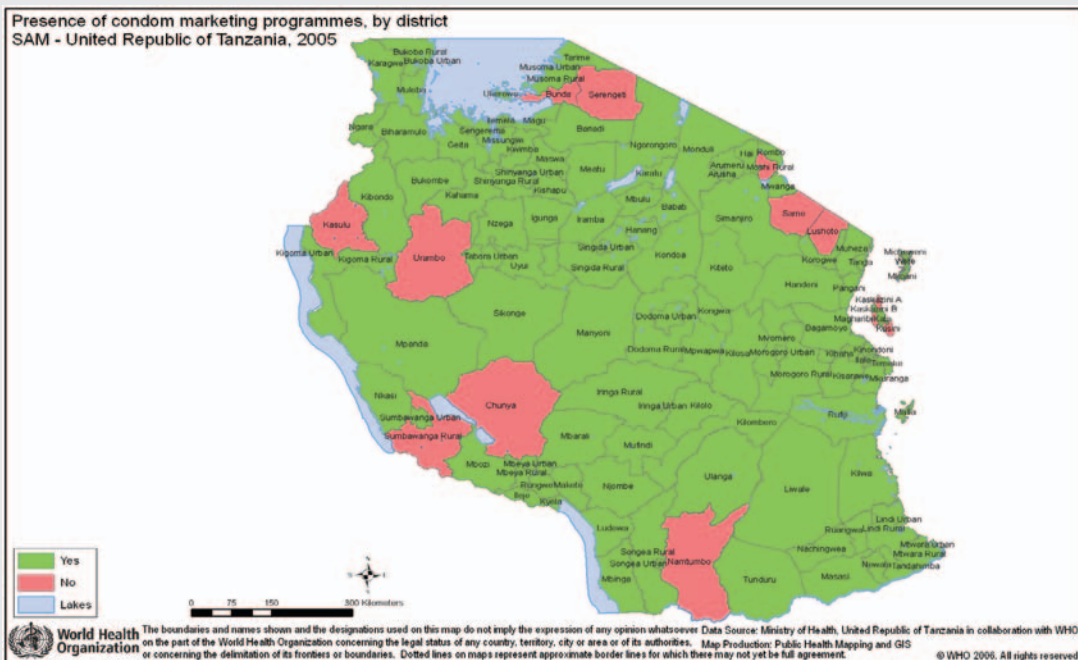 Presence of condom marketing programmes, by district
SAM - United Republic of Tanzania, 2005
Bukoba Rural
Karagwe
Bukoba Urban
Muleba
Tarime
Musoma Urban
Musoma Rural
Ukerewe
Bunda
Serengeti
Ngara
Biharamulo
Ilemela
Magu
Sengerema
Geita
Missungwi
Kwimba
Bariadi
Ngorongoro
Monduli
Hai
Rombo
Moshi Rural
Arumeru
Arusha
Mwanga
Maswa
Meatu
Karatu
Shinyanga Urban
Shinyanga Rural
Kishapu
Bukombe
Kahama
Kibondo
Kasulu
Mbulu
Babati
Simanjiro
Same
Lushoto
Nzega
Igunga
Iramba
Hanang
Singida Urban
Kondoa
Kigoma Urban
Kigoma Rural
Urambo
Tabora Urban
Uyui
Singida Rural
Kiteto
Korogwe
Muheza
Tanga
Handeni
Pangani
Micheweni
Wete
Mkoani
Kaskazini A
Kaskazini B
Magharibi
Kati
Kusini
Sikonge
Mpanda
Manyoni
Dodoma Urban
Kongwa
Dodoma Rural
Mpwapwa
Kilosa
Mvomero
Morogoro Urban
Bagamoyo
Kibaha
Kinondoni
Ilala
Temeke
Morogoro Rural
Kisarawe
Mkuranga
Nkasi
Sumbawanga Urban
Sumbawanga Rural
Chunya
Iringa Rural
Iringa Urban
Kilolo
Kilombero
Rufiji
Mafia
Mbarali
Mufindi
Mbozi
Mbeya Urban
Mbeya Rural
Rungwe
Makete
Ileje
Kyela
Njombe
Ulanga
Liwale
Kilwa
Ludewa
Songea Rural
Songea Urban
Mbinga
Namtumbo
Tunduru
Ruangwa
Lindi Urban
Lindi Rural
Nachingwea
Masasi
Newala
Tandahimba
Mtwara Urban
Mtwara Rural
Yes
No
Lakes
0 75 150 300 Kilometers
World Health
Organization
The boundaries and names shown and the designations used on this map do not imply the expression of any opinion whatsoever
on the part of the World Health Organization concerning the legal status of any country, territory, city or area or of its authorities,
or concerning the delimitation of its frontiers or boundaries. Dotted lines on maps represent approximate border lines for which there may not yet be full agreement.
Data Source: Ministry of Health, United Republic of Tanzania in collaboration with WHO
Map Production: Public Health Mapping and GIS
© WHO 2006. All rights reserved